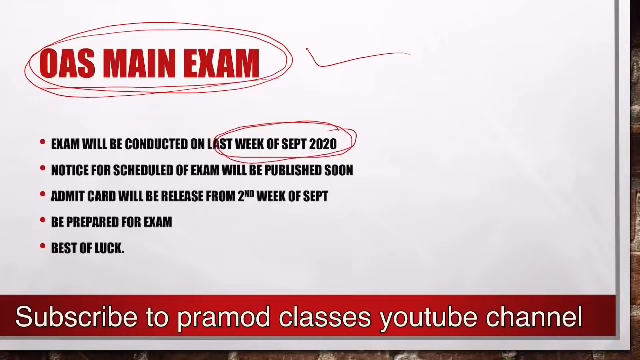 OAS MAIN EXAM
EXAM WILL BE CONDUCTED ON LAST WEEK OF SEPT 2020
NOTICE FOR SCHEDULED OF EXAM WILL BE PUBLISHED SOON
ADMIT CARD WILL BE RELEASE FROM 2ND WEEK OF SEPT
BE PREPARED FOR EXAM
BEST OF LUCK.
Subscribe to pramod classes youtube channel